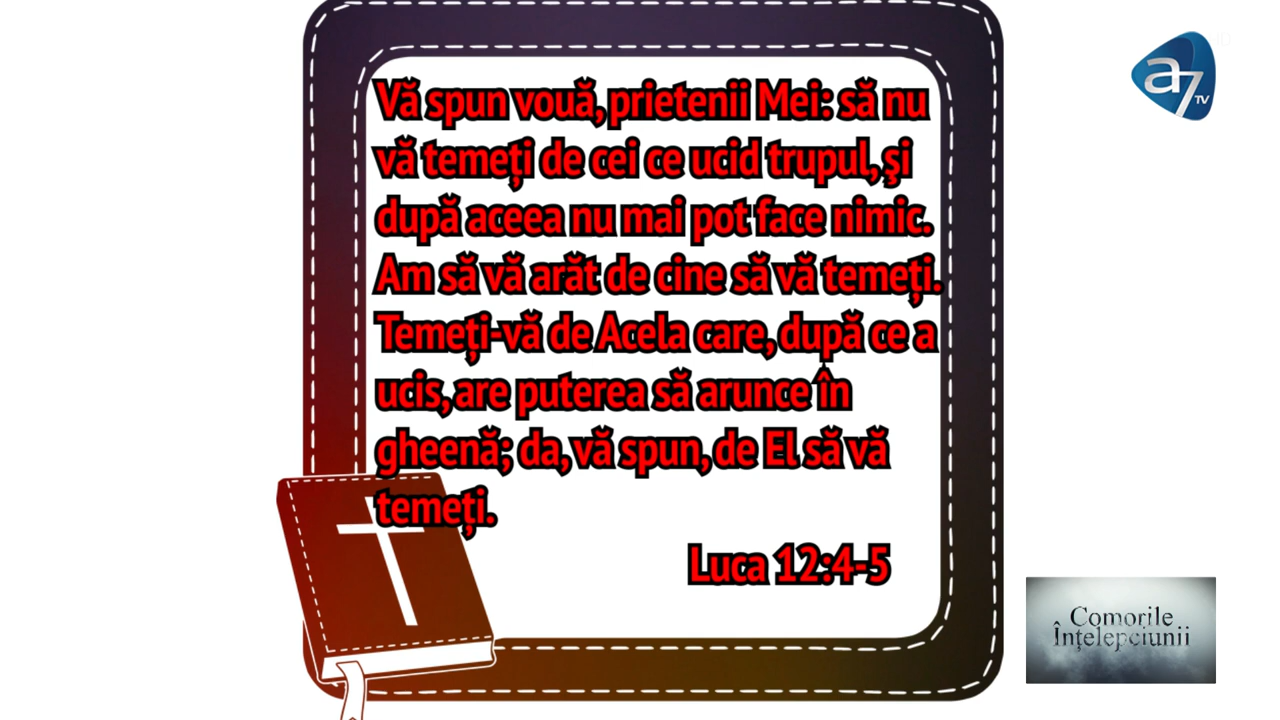 Vă spun vouă, prietenii Mei: să nu
vă temeți de cei ce ucid trupul, şi
după aceea nu mai pot face nimic.
Am să vă arăt de cine să vă temeți.
Temeți-vă de Acela care, după ce a
ucis, are puterea să arunce în
gheenă; da, vă spun, de El să vă
temeți.
Luca 12:4-5
a7 TV
Comorile
Înţelepciunii